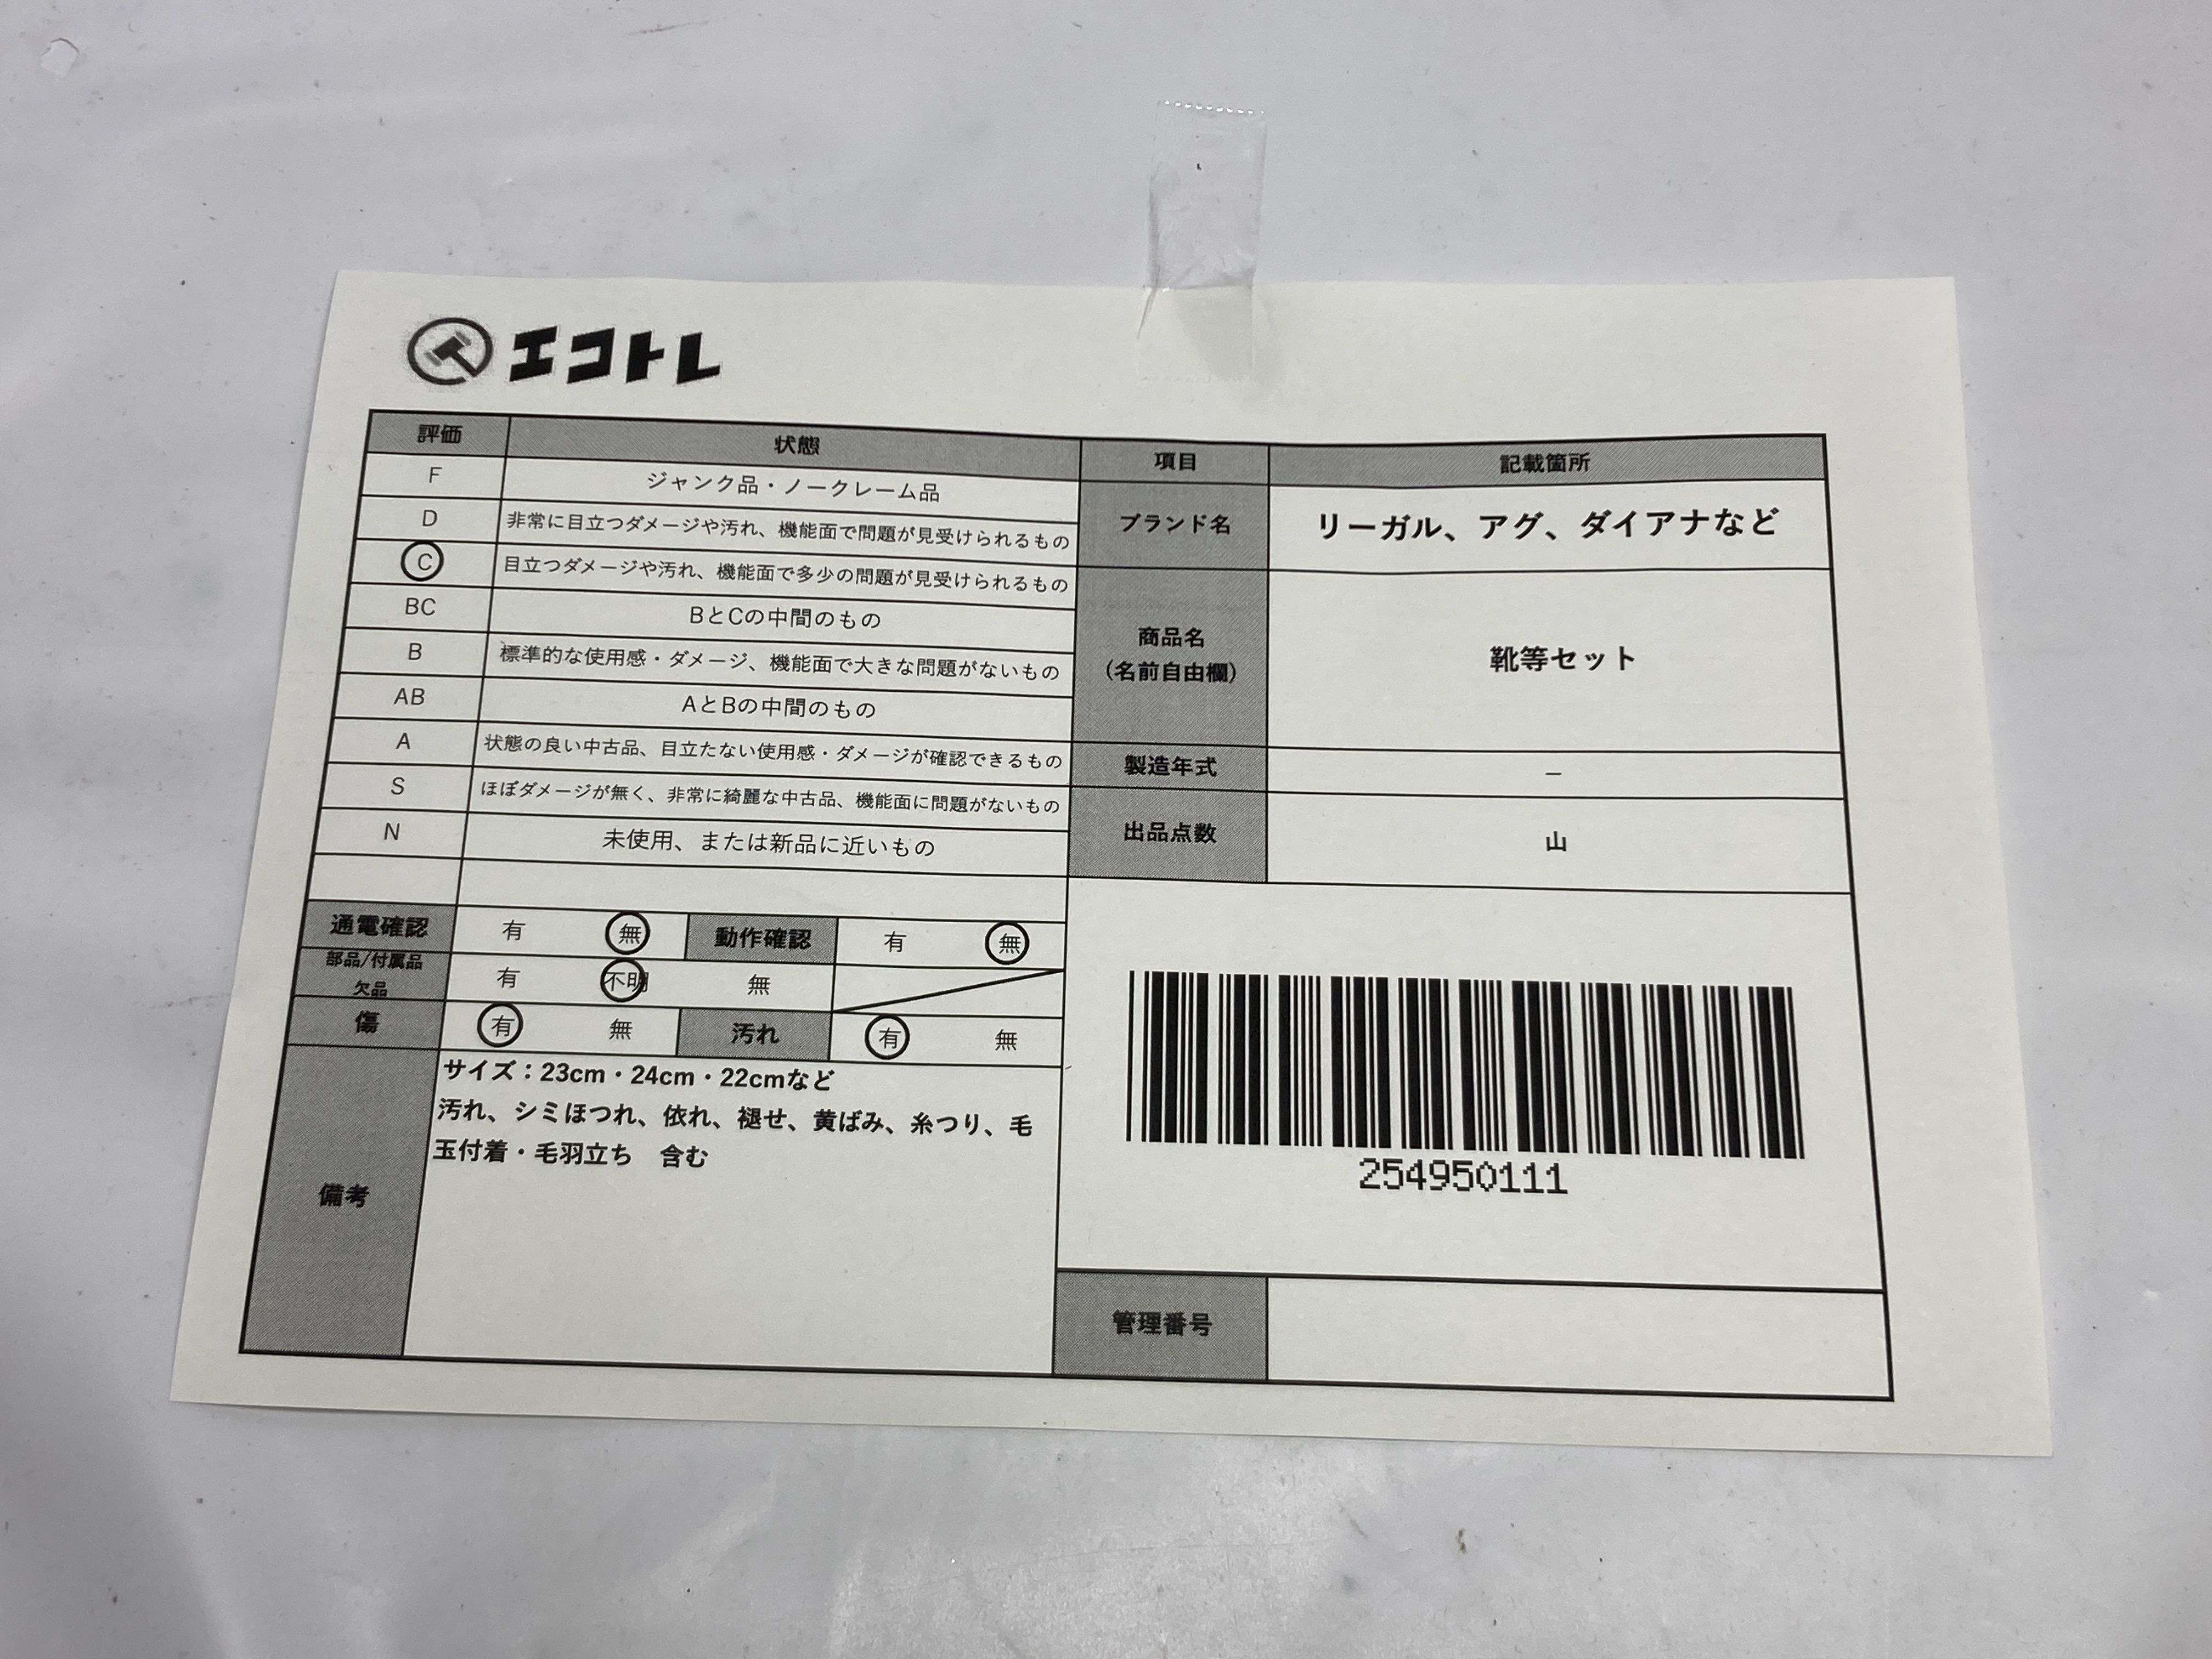 エコトレ
評価 状態 項目 記載箇所
F ジャンク品・ノークレーム品
D 非常に目立つダメージや汚れ、機能面で問題が見受けられるもの
C 目立つダメージや汚れ、機能面で多少の問題が見受けられるもの
BC BとCの中間のもの
B 標準的な使用感・ダメージ、機能面で大きな問題がないもの
AB AとBの中間のもの
A 状態の良い中古品、目立たない使用感・ダメージが確認できるもの
S ほぼダメージが無く、非常に綺麗な中古品、機能面に問題がないもの
N 未使用、または新品に近いもの
ブランド名 リーガル、アグ、ダイアナなど
商品名
（名前自由欄）
靴等セット
製造年式 −
出品点数 山
通電確認 有 無 動作確認 有 無
部品/付属品
欠品
有 不明 無
傷 有 無 汚れ 有 無
備考
サイズ：23cm・24cm・22cmなど
汚れ、シミほつれ、依れ、褪せ、黄ばみ、糸つり、毛
玉付着・毛羽立ち　含む
254950111
管理番号